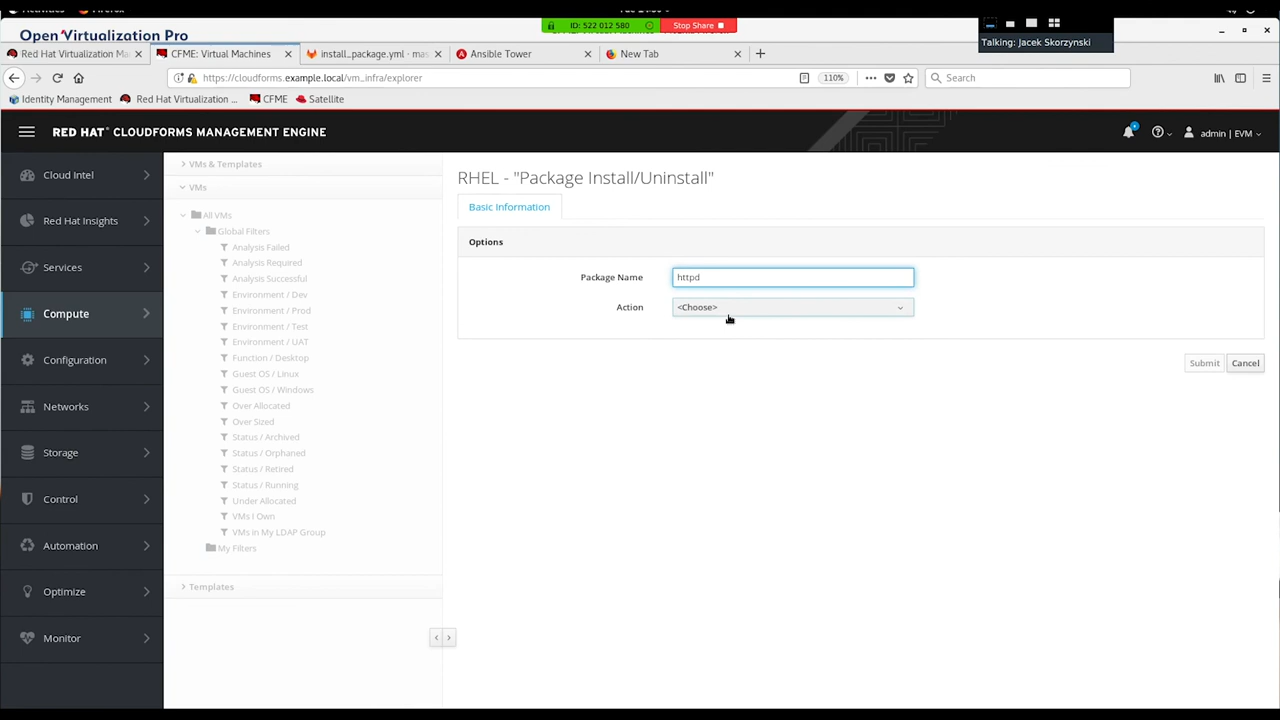 ID: 522 012 580
Stop Share
Open Virtualization Pro
Talking: Jacek Skorzynski
Red Hat Virtualization Ma
CFME: Virtual Machines
install_package.yml - mas
Ansible Tower
New Tab
https://cloudforms.example.local/vm_infra/explorer
110%
Search
Identity Management
Red Hat Virtualization ...
CFME
Satellite
RED HAT CLOUDFORMS MANAGEMENT ENGINE
admin | EVM
Cloud Intel
Red Hat Insights
Services
Compute
Configuration
Networks
Storage
Control
Automation
Optimize
Monitor
VMs & Templates
VMs
All VMs
Global Filters
Analysis Failed
Analysis Required
Analysis Successful
Environment / Dev
Environment / Prod
Environment / Test
Environment / UAT
Function / Desktop
Guest OS / Linux
Guest OS / Windows
Over Allocated
Over Sized
Status / Archived
Status / Orphaned
Status / Retired
Status / Running
Under Allocated
VMs I Own
VMs in My LDAP Group
My Filters
Templates
RHEL - "Package Install/Uninstall"
Basic Information
Options
Package Name
httpd
Action
<Choose>
Submit
Cancel